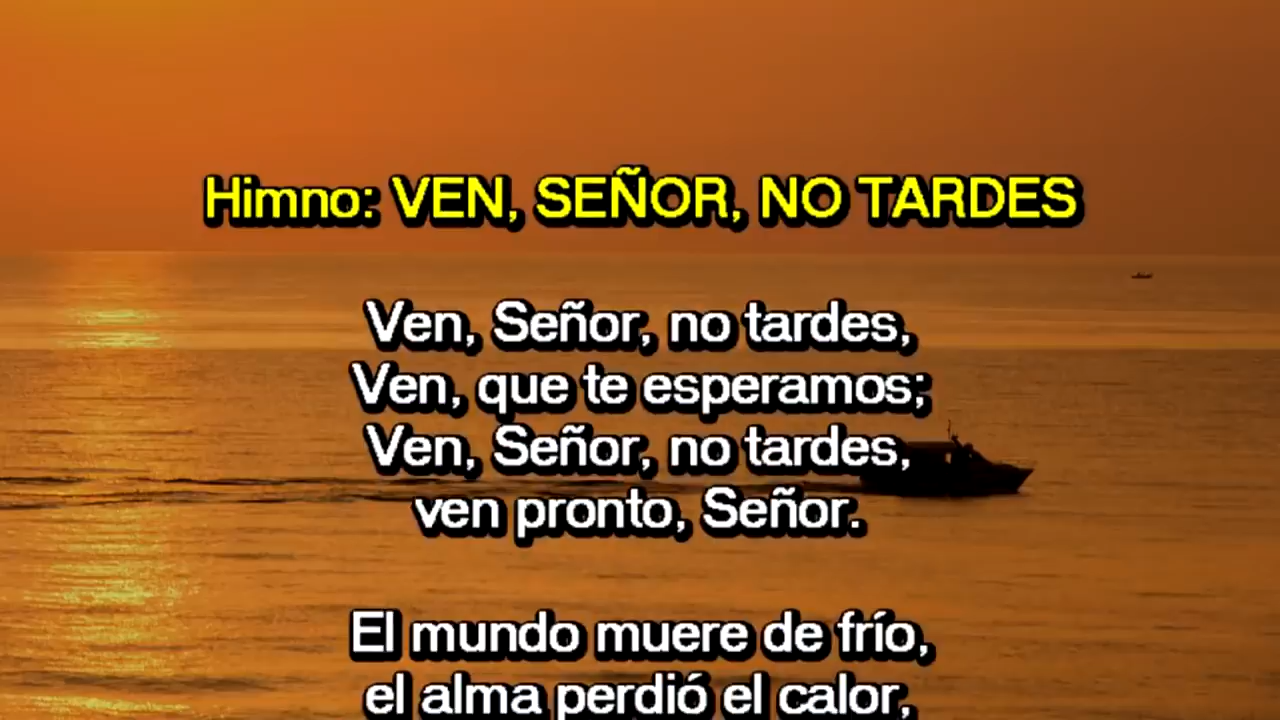 Himno: VEN, SEÑOR, NO TARDES
Ven, Señor, no tardes,
Ven, que te esperamos;
Ven, Señor, no tardes,
ven pronto, Señor.
El mundo muere de frío,
el alma perdió el calor,